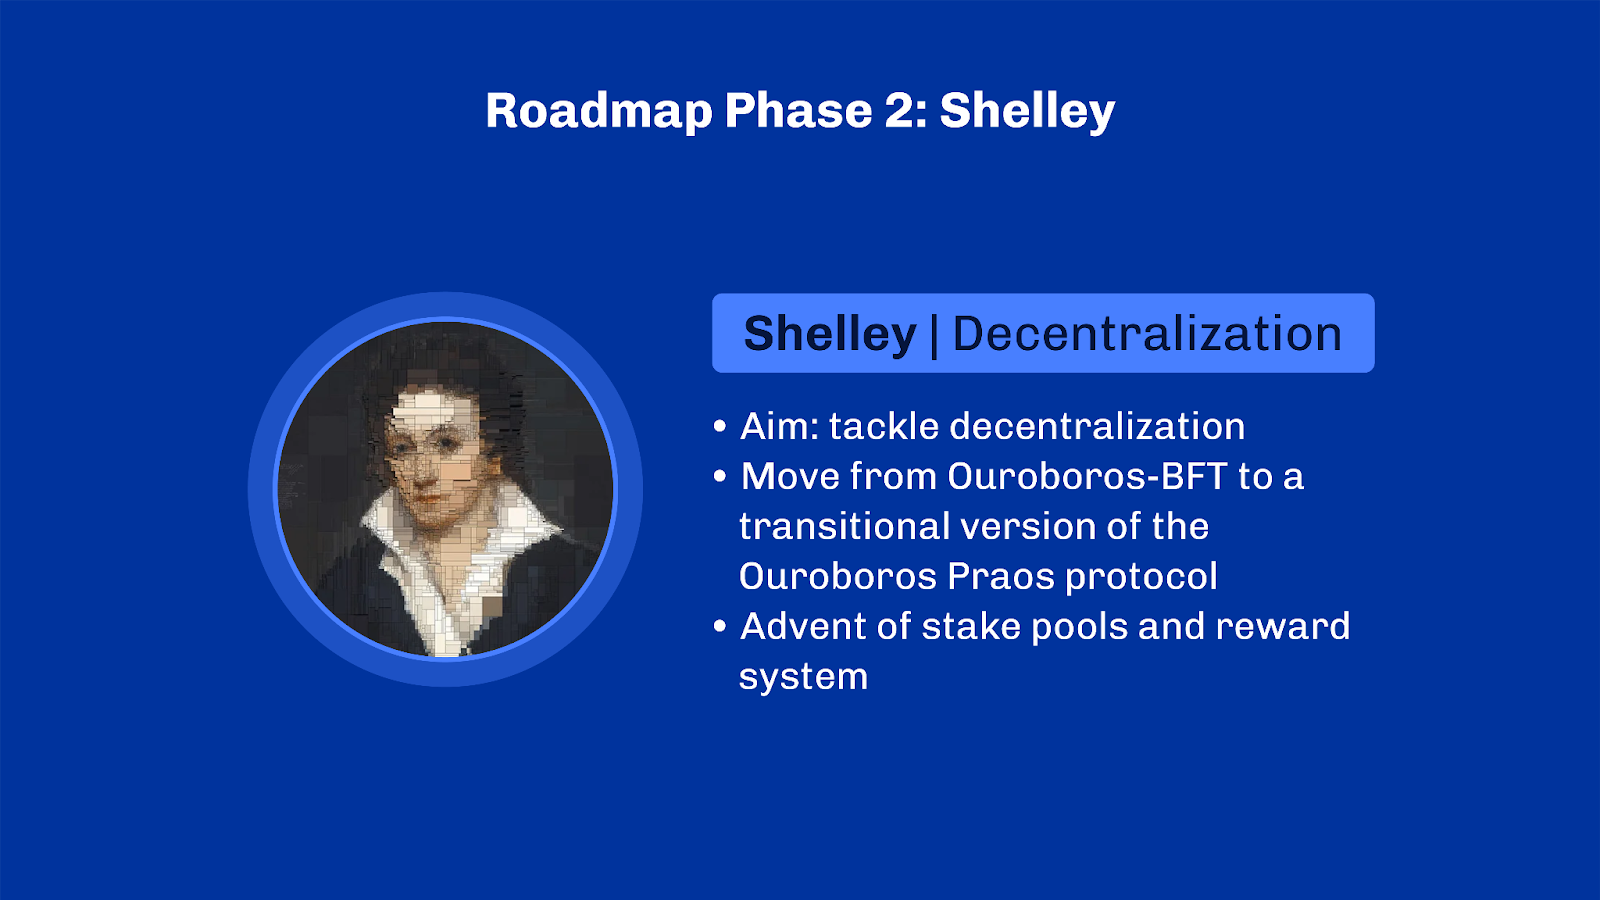 Roadmap Phase 2: Shelley
Shelley | Decentralization
• Aim: tackle decentralization
• Move from Ouroboros-BFT to a
transitional version of the
Ouroboros Praos protocol
• Advent of stake pools and reward
system